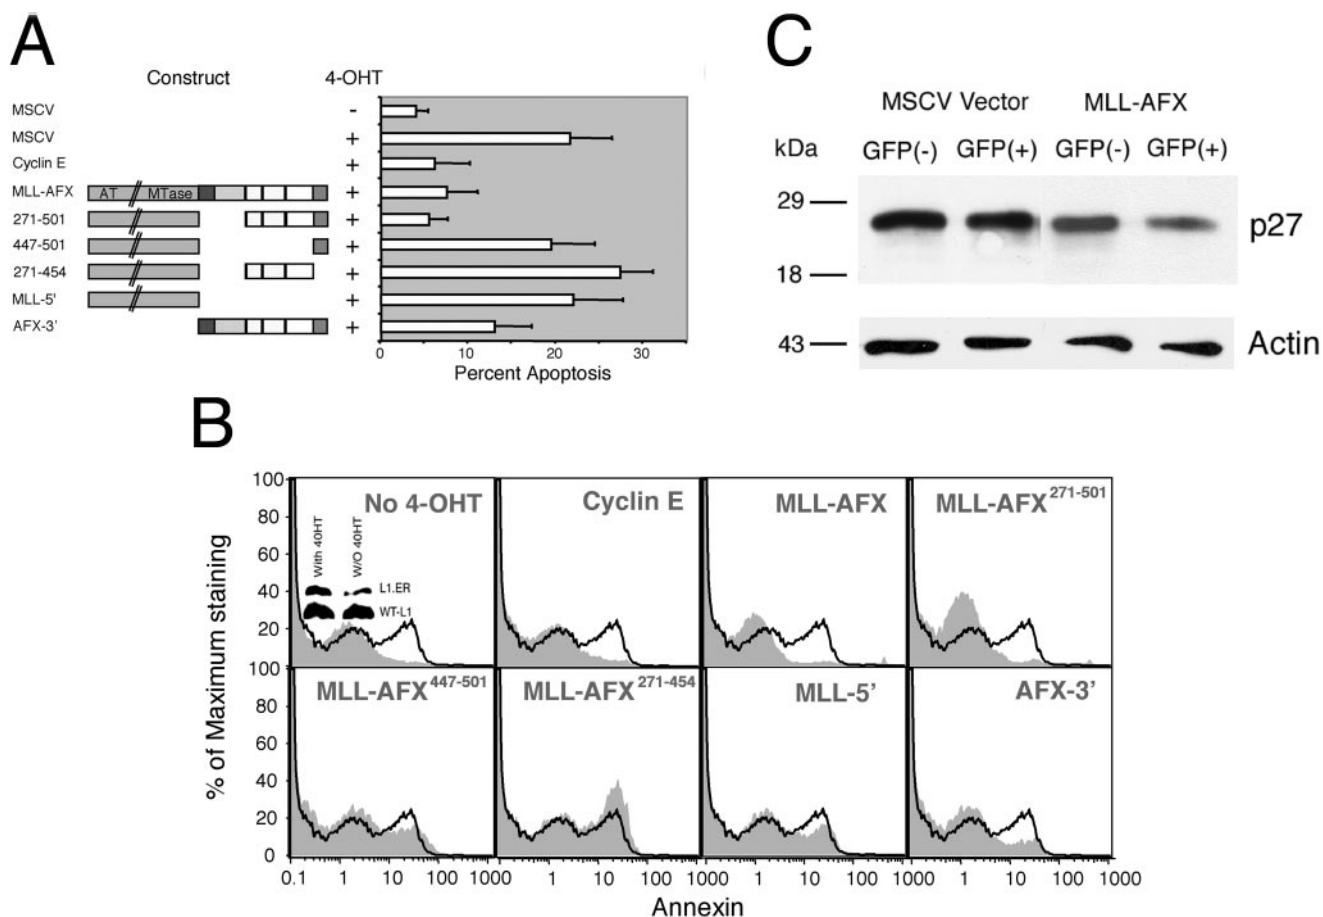 A
Construct 4-OHT
MSCV -
MSCV +
Cyclin E +
MLL-AFX AT MTase +
271-501 +
447-501 +
271-454 +
MLL-5' +
AFX-3' +
0 10 20 30
Percent Apoptosis
C
MSCV Vector MLL-AFX
kDa GFP(-) GFP(+) GFP(-) GFP(+)
29
p27
18
43 Actin
B
% of Maximum staining
100 80 60 40 20
No 4-OHT
With 4OHT
W/O 4OHT
L1.ER
WT-L1
Cyclin E
MLL-AFX
MLL-AFX271-501
100 80 60 40 20 0
MLL-AFX447-501
MLL-AFX271-454
MLL-5'
AFX-3'
0.1 1 10 100 1000 1 10 100 1000 1 10 100 1000 1 10 100 1000
Annexin